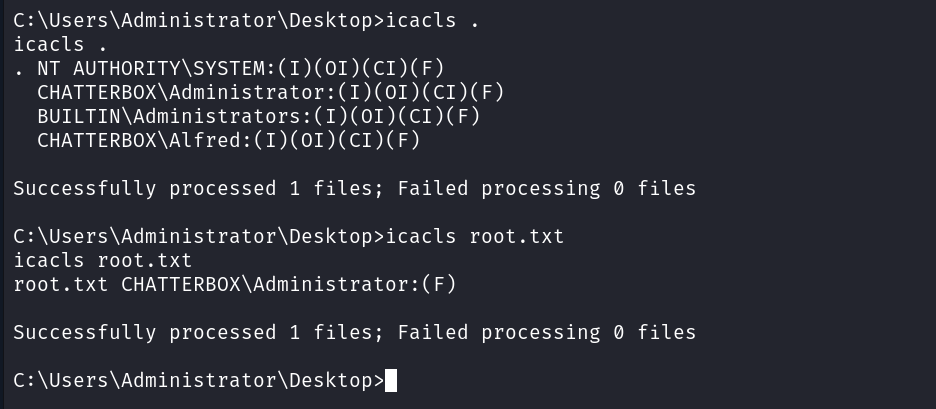 C:\Users\Administrator\Desktop>icacls .
icacls .
. NT AUTHORITY\SYSTEM:(I)(OI)(CI)(F)
  CHATTERBOX\Administrator:(I)(OI)(CI)(F)
  BUILTIN\Administrators:(I)(OI)(CI)(F)
  CHATTERBOX\Alfred:(I)(OI)(CI)(F)

Successfully processed 1 files; Failed processing 0 files

C:\Users\Administrator\Desktop>icacls root.txt
icacls root.txt
root.txt CHATTERBOX\Administrator:(F)

Successfully processed 1 files; Failed processing 0 files

C:\Users\Administrator\Desktop>